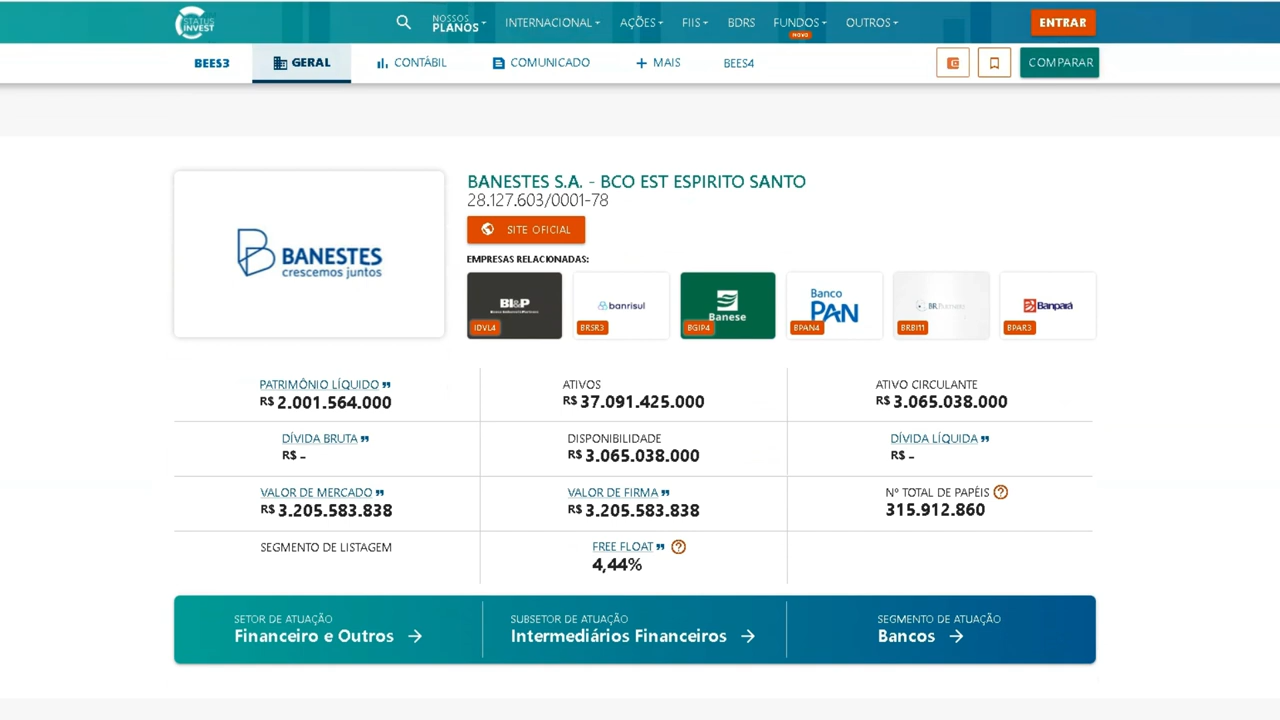 STATUS
INVEST
NOSSOS
PLANOS
INTERNACIONAL
AÇÕES
FIIS
BDRS
FUNDOS
NOVO
OUTROS
ENTRAR
BEES3
GERAL
CONTÁBIL
COMUNICADO
+ MAIS
BEES4
COMPARAR
BANESTES S.A. - BCO EST ESPIRITO SANTO
28.127.603/0001-78
SITE OFICIAL
BANESTES
crescemos juntos
EMPRESAS RELACIONADAS:
BI&P
IDVL4
banrisul
BRSR3
Banese
BGIP4
Banco
PAN
BPAN4
BRBI11
Banpará
BPAR3
PATRIMÔNIO LÍQUIDO
R$ 2.001.564.000
ATIVOS
R$ 37.091.425.000
ATIVO CIRCULANTE
R$ 3.065.038.000
DÍVIDA BRUTA
R$ -
DISPONIBILIDADE
R$ 3.065.038.000
DÍVIDA LÍQUIDA
R$ -
VALOR DE MERCADO
R$ 3.205.583.838
VALOR DE FIRMA
R$ 3.205.583.838
Nº TOTAL DE PAPÉIS
315.912.860
SEGMENTO DE LISTAGEM
FREE FLOAT
4,44%
SETOR DE ATUAÇÃO
Financeiro e Outros →
SUBSETOR DE ATUAÇÃO
Intermediários Financeiros →
SEGMENTO DE ATUAÇÃO
Bancos →